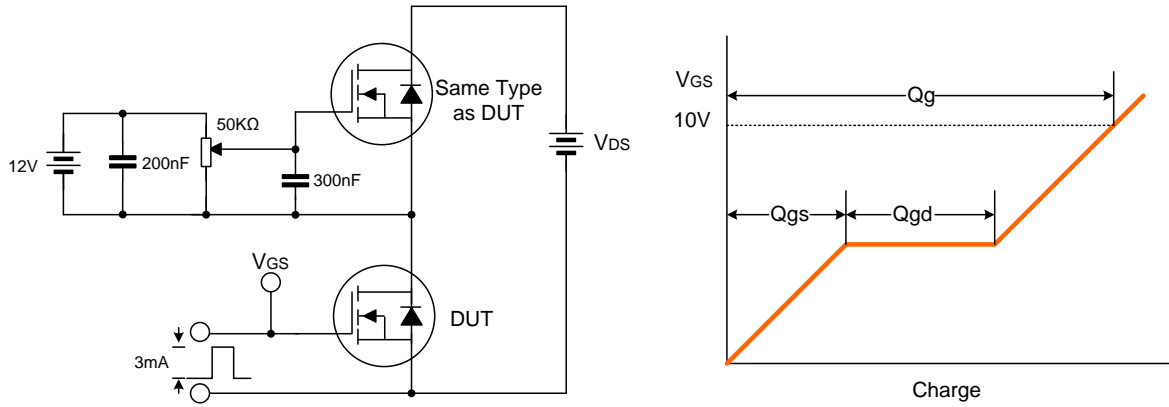 12V
200nF
50KΩ
300nF
Same Type
as DUT
VDS
VGS
DUT
3mA
VGS
10V
Qg
Qgs
Qgd
Charge